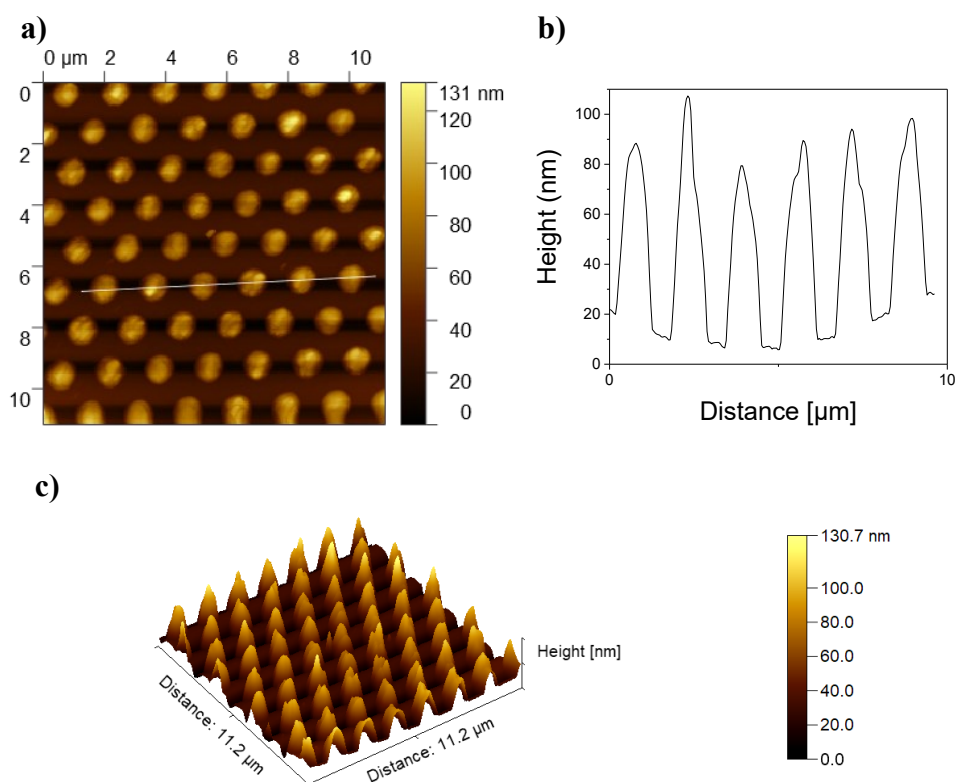 a)
0 µm 2 4 6 8 10
0
2
4
6
8
10
131 nm
120
100
80
60
40
20
0
b)
Height (nm)
100
80
60
40
20
0
0 10
Distance [µm]
c)
Height [nm]
Distance: 11.2 µm
Distance: 11.2 µm
130.7 nm
100.0
80.0
60.0
40.0
20.0
0.0